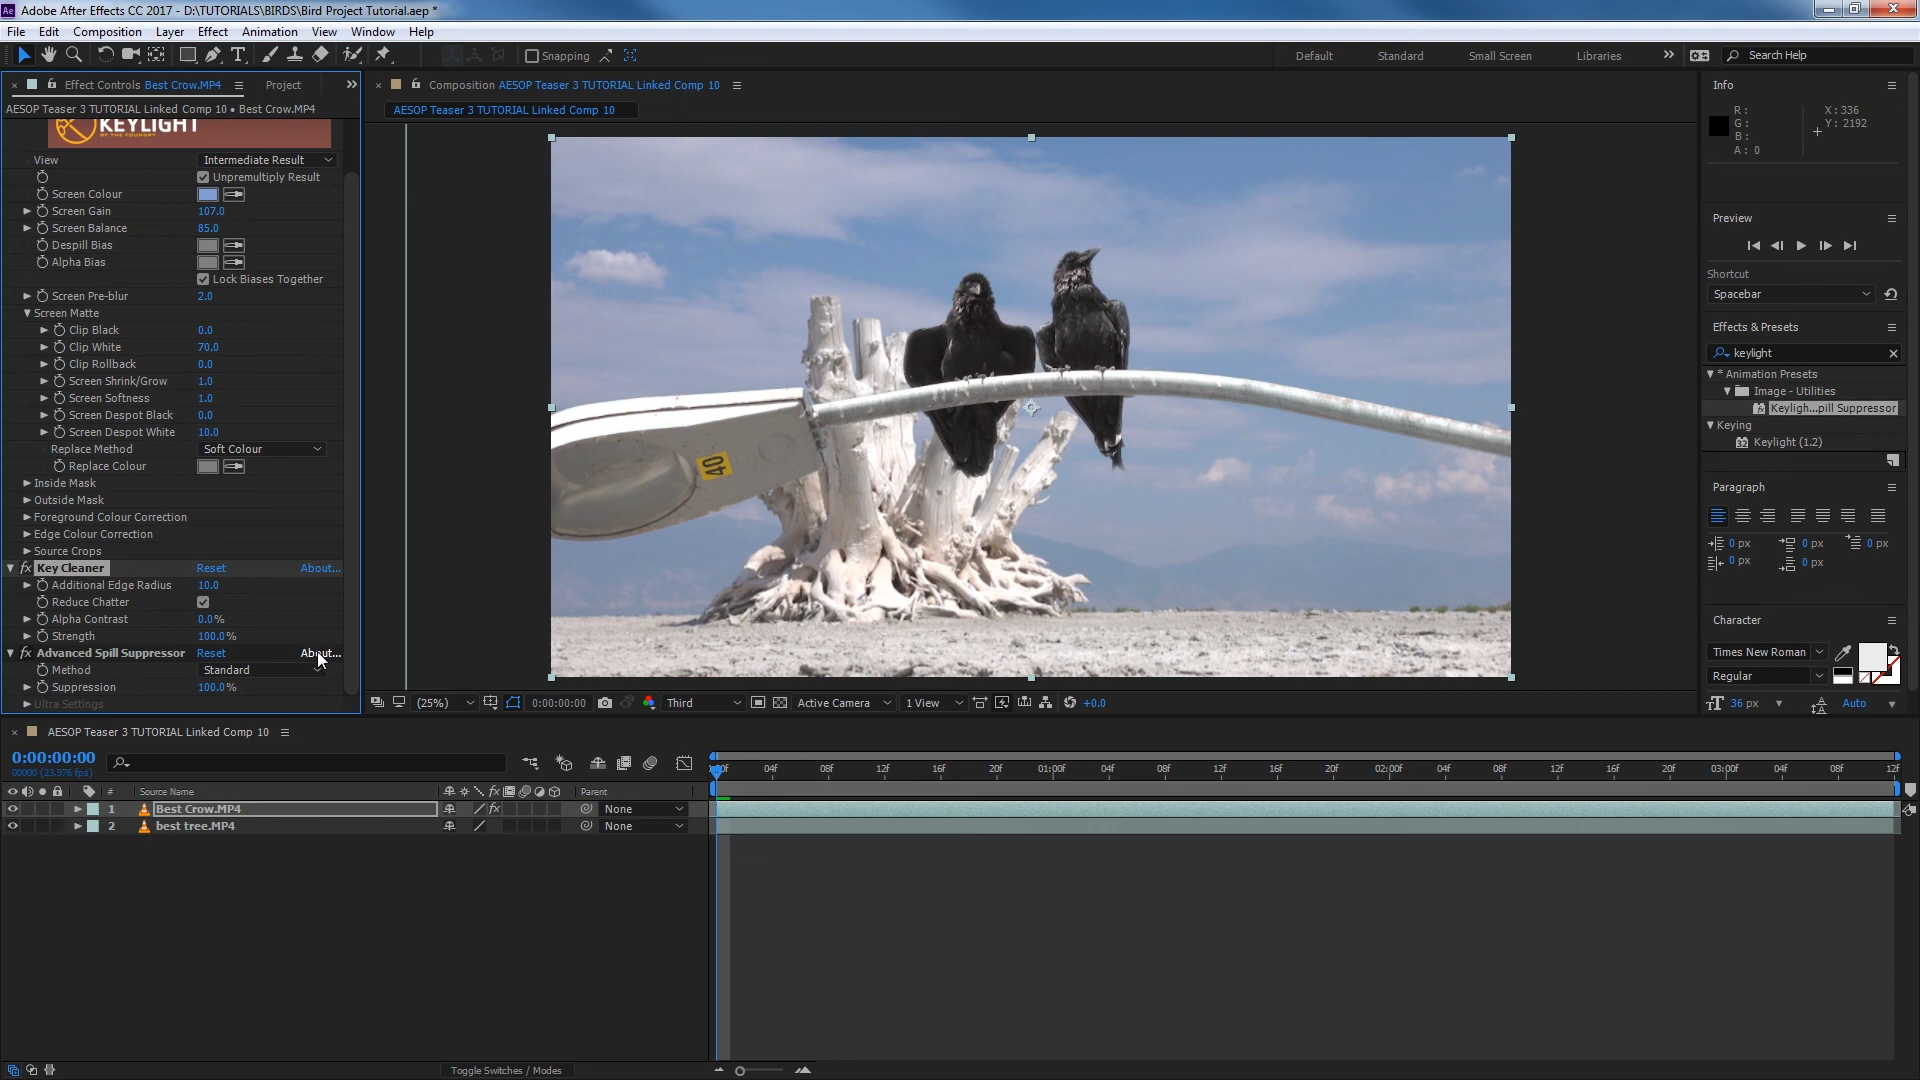 Adobe After Effects CC 2017 - D:\TUTORIALS\BIRDS\Bird Project Tutorial.aep *
File Edit Composition Layer Effect Animation View Window Help
Snapping Default Standard Small Screen Libraries Search Help
Effect Controls Best Crow.MP4 Project
AESOP Teaser 3 TUTORIAL Linked Comp 10 • Best Crow.MP4
KEYLIGHT
BY THE FOUNDRY
View Intermediate Result
Unpremultiply Result
Screen Colour
Screen Gain 107.0
Screen Balance 85.0
Despill Bias
Alpha Bias
Lock Biases Together
Screen Pre-blur 2.0
Screen Matte
Clip Black 0.0
Clip White 70.0
Clip Rollback 0.0
Screen Shrink/Grow 1.0
Screen Softness 1.0
Screen Despot Black 0.0
Screen Despot White 10.0
Replace Method Soft Colour
Replace Colour
Inside Mask
Outside Mask
Foreground Colour Correction
Edge Colour Correction
Source Crops
fx Key Cleaner Reset About...
Additional Edge Radius 10.0
Reduce Chatter
Alpha Contrast 0.0%
Strength 100.0%
fx Advanced Spill Suppressor Reset About...
Method Standard
Suppression 100.0%
Ultra Settings
Composition AESOP Teaser 3 TUTORIAL Linked Comp 10
AESOP Teaser 3 TUTORIAL Linked Comp 10
40
(25%) 0:00:00:00 Third Active Camera 1 View +0.0
Info
R : X : 336
G : Y : 2192
B :
A : 0
Preview
Shortcut
Spacebar
Effects & Presets
keylight
* Animation Presets
Image - Utilities
Keyligh...pill Suppressor
Keying
Keylight (1.2)
Paragraph
0 px 0 px 0 px
0 px 0 px
Character
Times New Roman
Regular
36 px Auto
AESOP Teaser 3 TUTORIAL Linked Comp 10
0:00:00:00
00000 (23.976 fps)
04f 08f 12f 16f 20f 01:00f 04f 08f 12f 16f 20f 02:00f 04f 08f 12f 16f 20f 03:00f 04f 08f 12f
# Source Name fx Parent
1 Best Crow.MP4 fx None
2 best tree.MP4 None
Toggle Switches / Modes